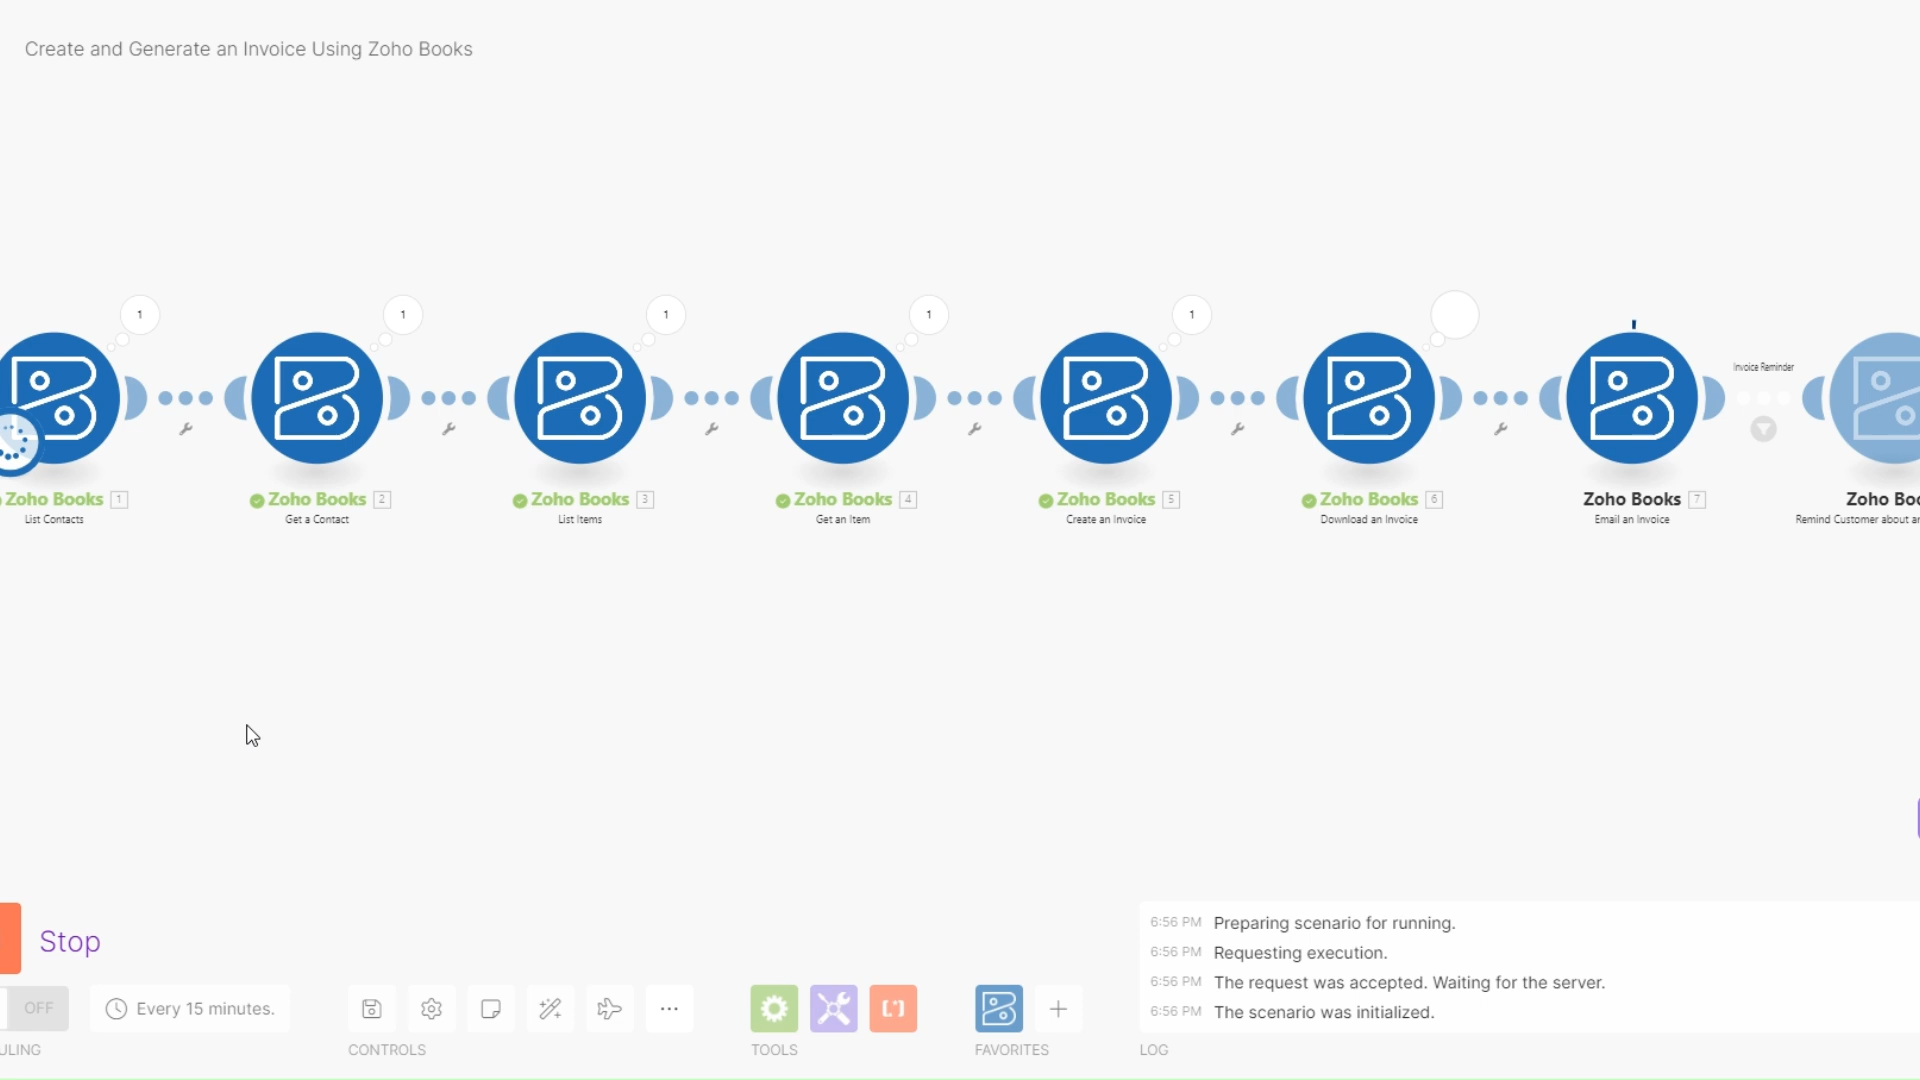 Create and Generate an Invoice Using Zoho Books
1
1
1
1
1
Invoice Reminder
Zoho Books 1
List Contacts
Zoho Books 2
Get a Contact
Zoho Books 3
List Items
Zoho Books 4
Get an Item
Zoho Books 5
Create an Invoice
Zoho Books 6
Download an Invoice
Zoho Books 7
Email an Invoice
Zoho Boo
Remind Customer about
Stop
6:56 PM Preparing scenario for running.
6:56 PM Requesting execution.
6:56 PM The request was accepted. Waiting for the server.
6:56 PM The scenario was initialized.
OFF
Every 15 minutes.
ULING
CONTROLS
TOOLS
FAVORITES
LOG